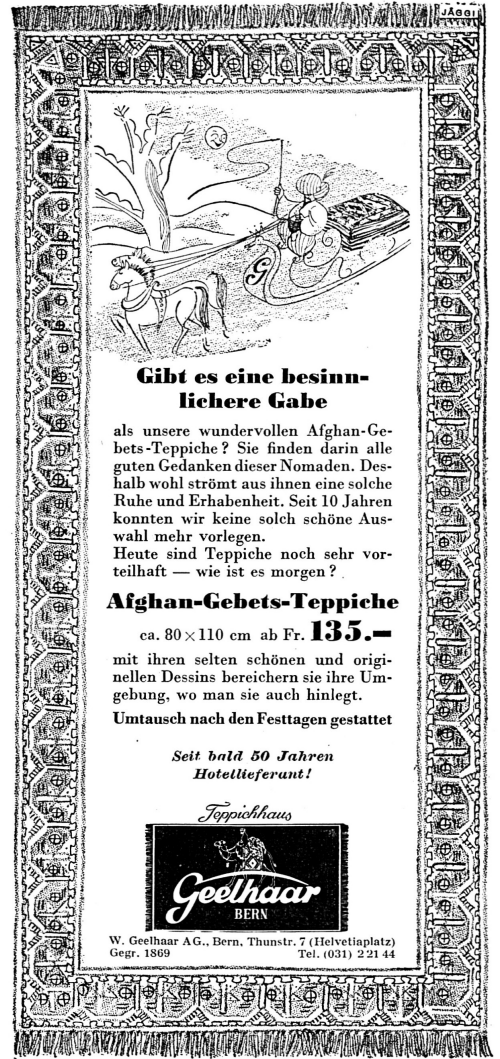 JÄGGI
G
Gibt es eine besinn-
lichere Gabe
als unsere wundervollen Afghan-Ge-
bets-Teppiche? Sie finden darin alle
guten Gedanken dieser Nomaden. Des-
halb wohl strömt aus ihnen eine solche
Ruhe und Erhabenheit. Seit 10 Jahren
konnten wir keine solch schöne Aus-
wahl mehr vorlegen.
Heute sind Teppiche noch sehr vor-
teilhaft — wie ist es morgen?
Afghan-Gebets-Teppiche
ca. 80×110 cm ab Fr. 135.—
mit ihren selten schönen und origi-
nellen Dessins bereichern sie ihre Um-
gebung, wo man sie auch hinlegt.
Umtausch nach den Festtagen gestattet
Seit bald 50 Jahren
Hotellieferant!
Teppichhaus
Geelhaar
BERN
W. Geelhaar AG., Bern, Thunstr. 7 (Helvetiaplatz)
Gegr. 1869 Tel. (031) 2 21 44